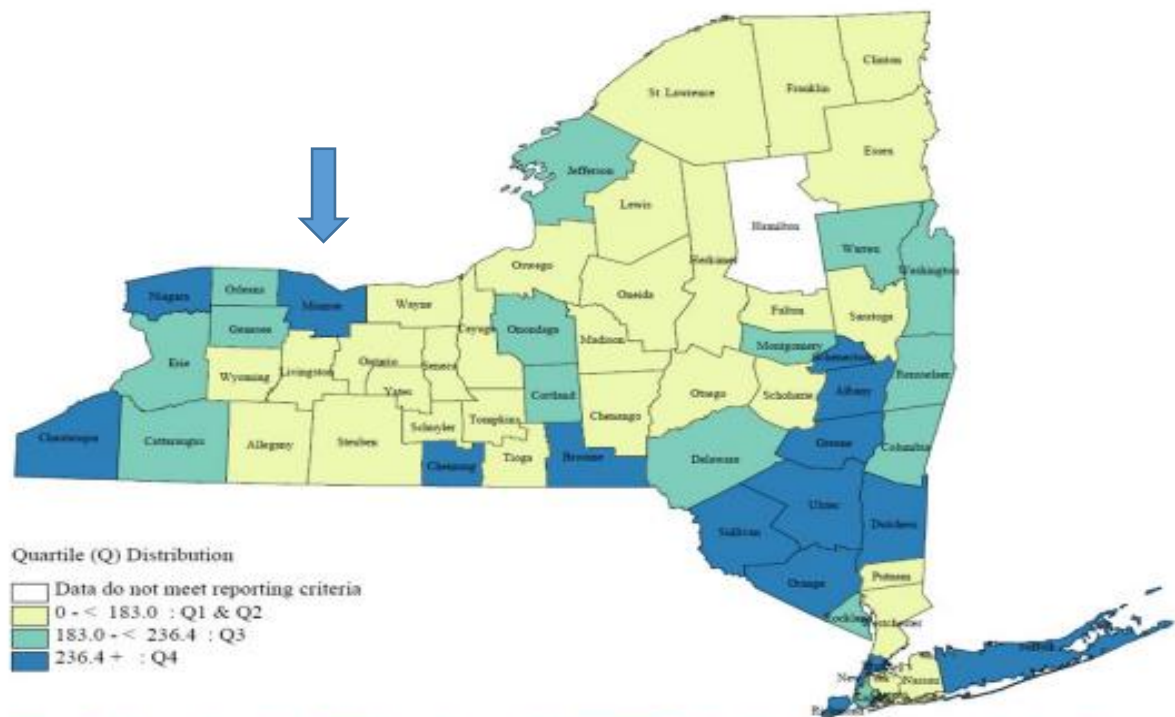 Clinton
Franklin
St. Lawrence
Essex
Jefferson
Lewis
Hamilton
Herkimer
Warren
Washington
Oswego
Oneida
Niagara
Orleans
Monroe
Wayne
Fulton
Saratoga
Genesee
Cayuga
Onondaga
Madison
Montgomery
Schenectady
Erie
Ontario
Seneca
Wyoming
Livingston
Yates
Cortland
Otsego
Schoharie
Albany
Rensselaer
Chenango
Tompkins
Schuyler
Chautauqua
Cattaraugus
Allegany
Steuben
Chemung
Tioga
Broome
Delaware
Greene
Columbia
Ulster
Sullivan
Dutchess
Orange
Putnam
Rockland
Westchester
Suffolk
Nassau
Richmond
Quartile (Q) Distribution
Data do not meet reporting criteria
0 - < 183.0 : Q1 & Q2
183.0 - < 236.4 : Q3
236.4 + : Q4